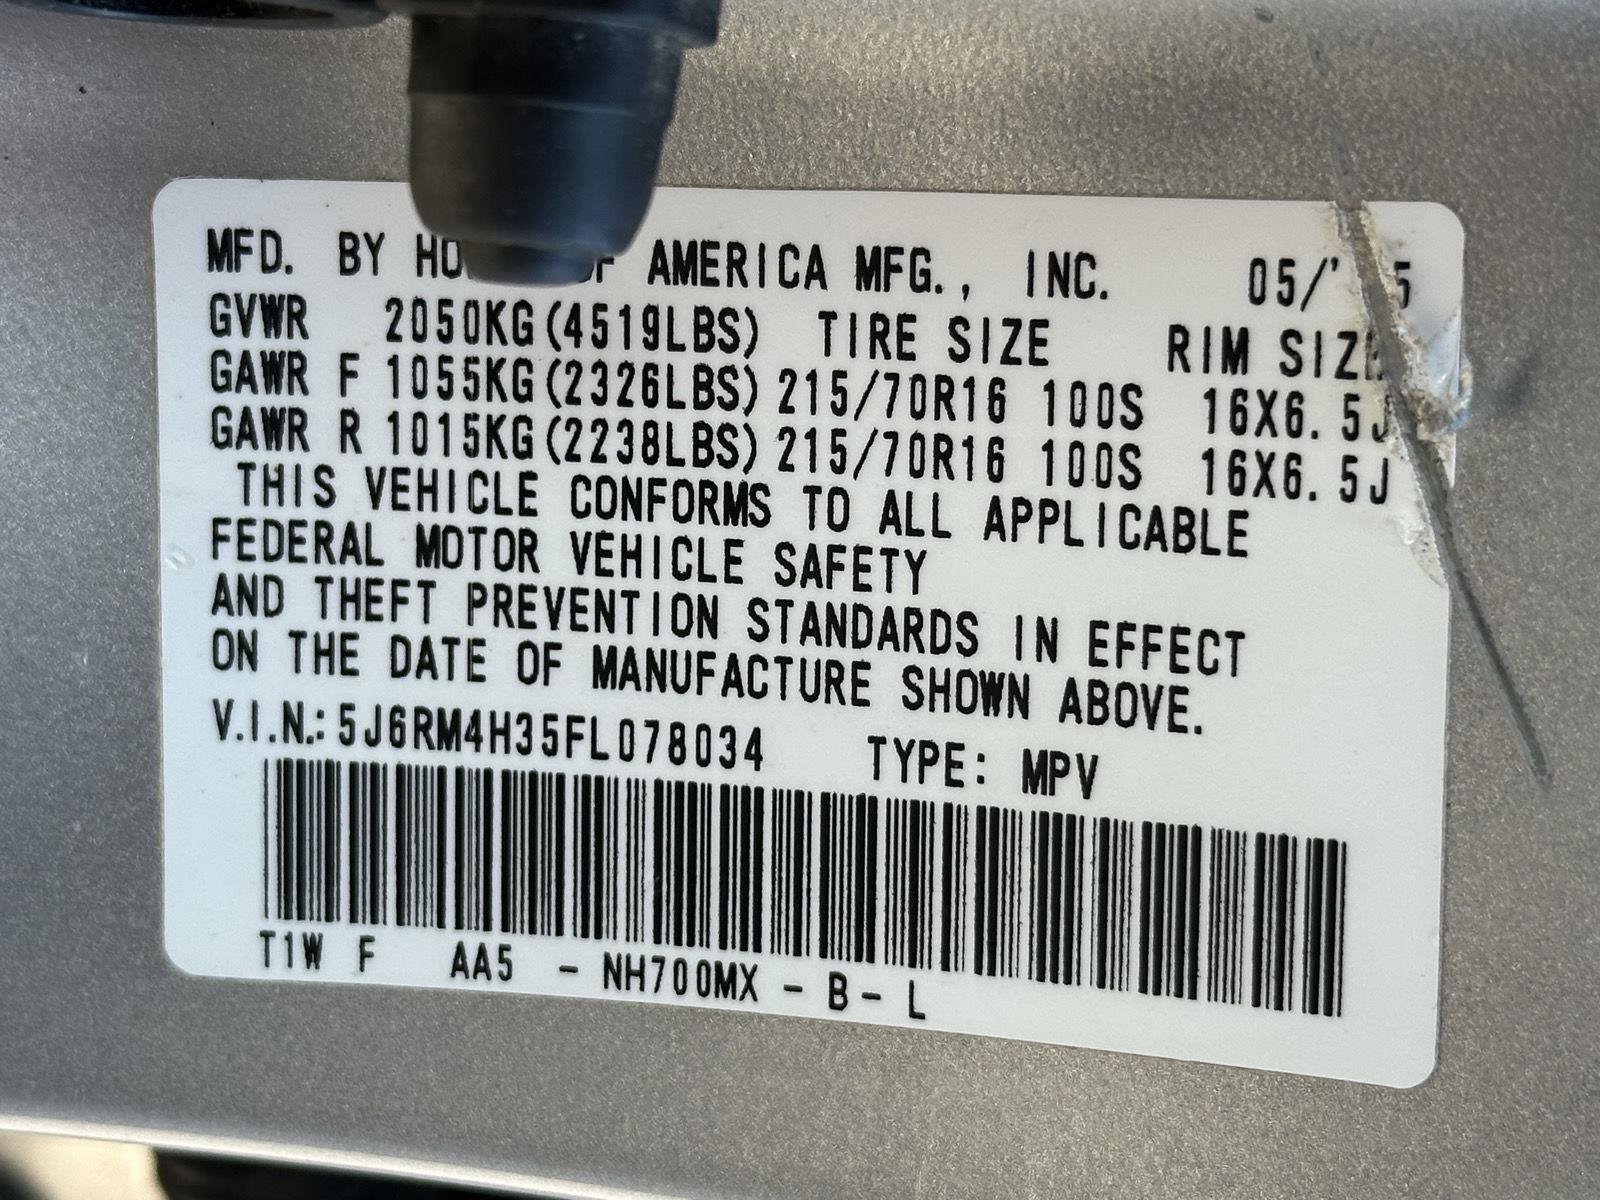 MFD. BY AMERICA MFG., INC.
GVWR 2050KG(4519LBS) TIRE SIZE RIM SIZE
GAWR F 1055KG(2326LBS) 215/70R16 100S 16X6.5J
GAWR R 1015KG(2238LBS) 215/70R16 100S 16X6.5J
THIS VEHICLE CONFORMS TO ALL APPLICABLE
FEDERAL MOTOR VEHICLE SAFETY
AND THEFT PREVENTION STANDARDS IN EFFECT
ON THE DATE OF MANUFACTURE SHOWN ABOVE.
V.I.N.: 5J6RM4H35FL078034 TYPE: MPV
T1W F AA5 - NH700MX - B - L